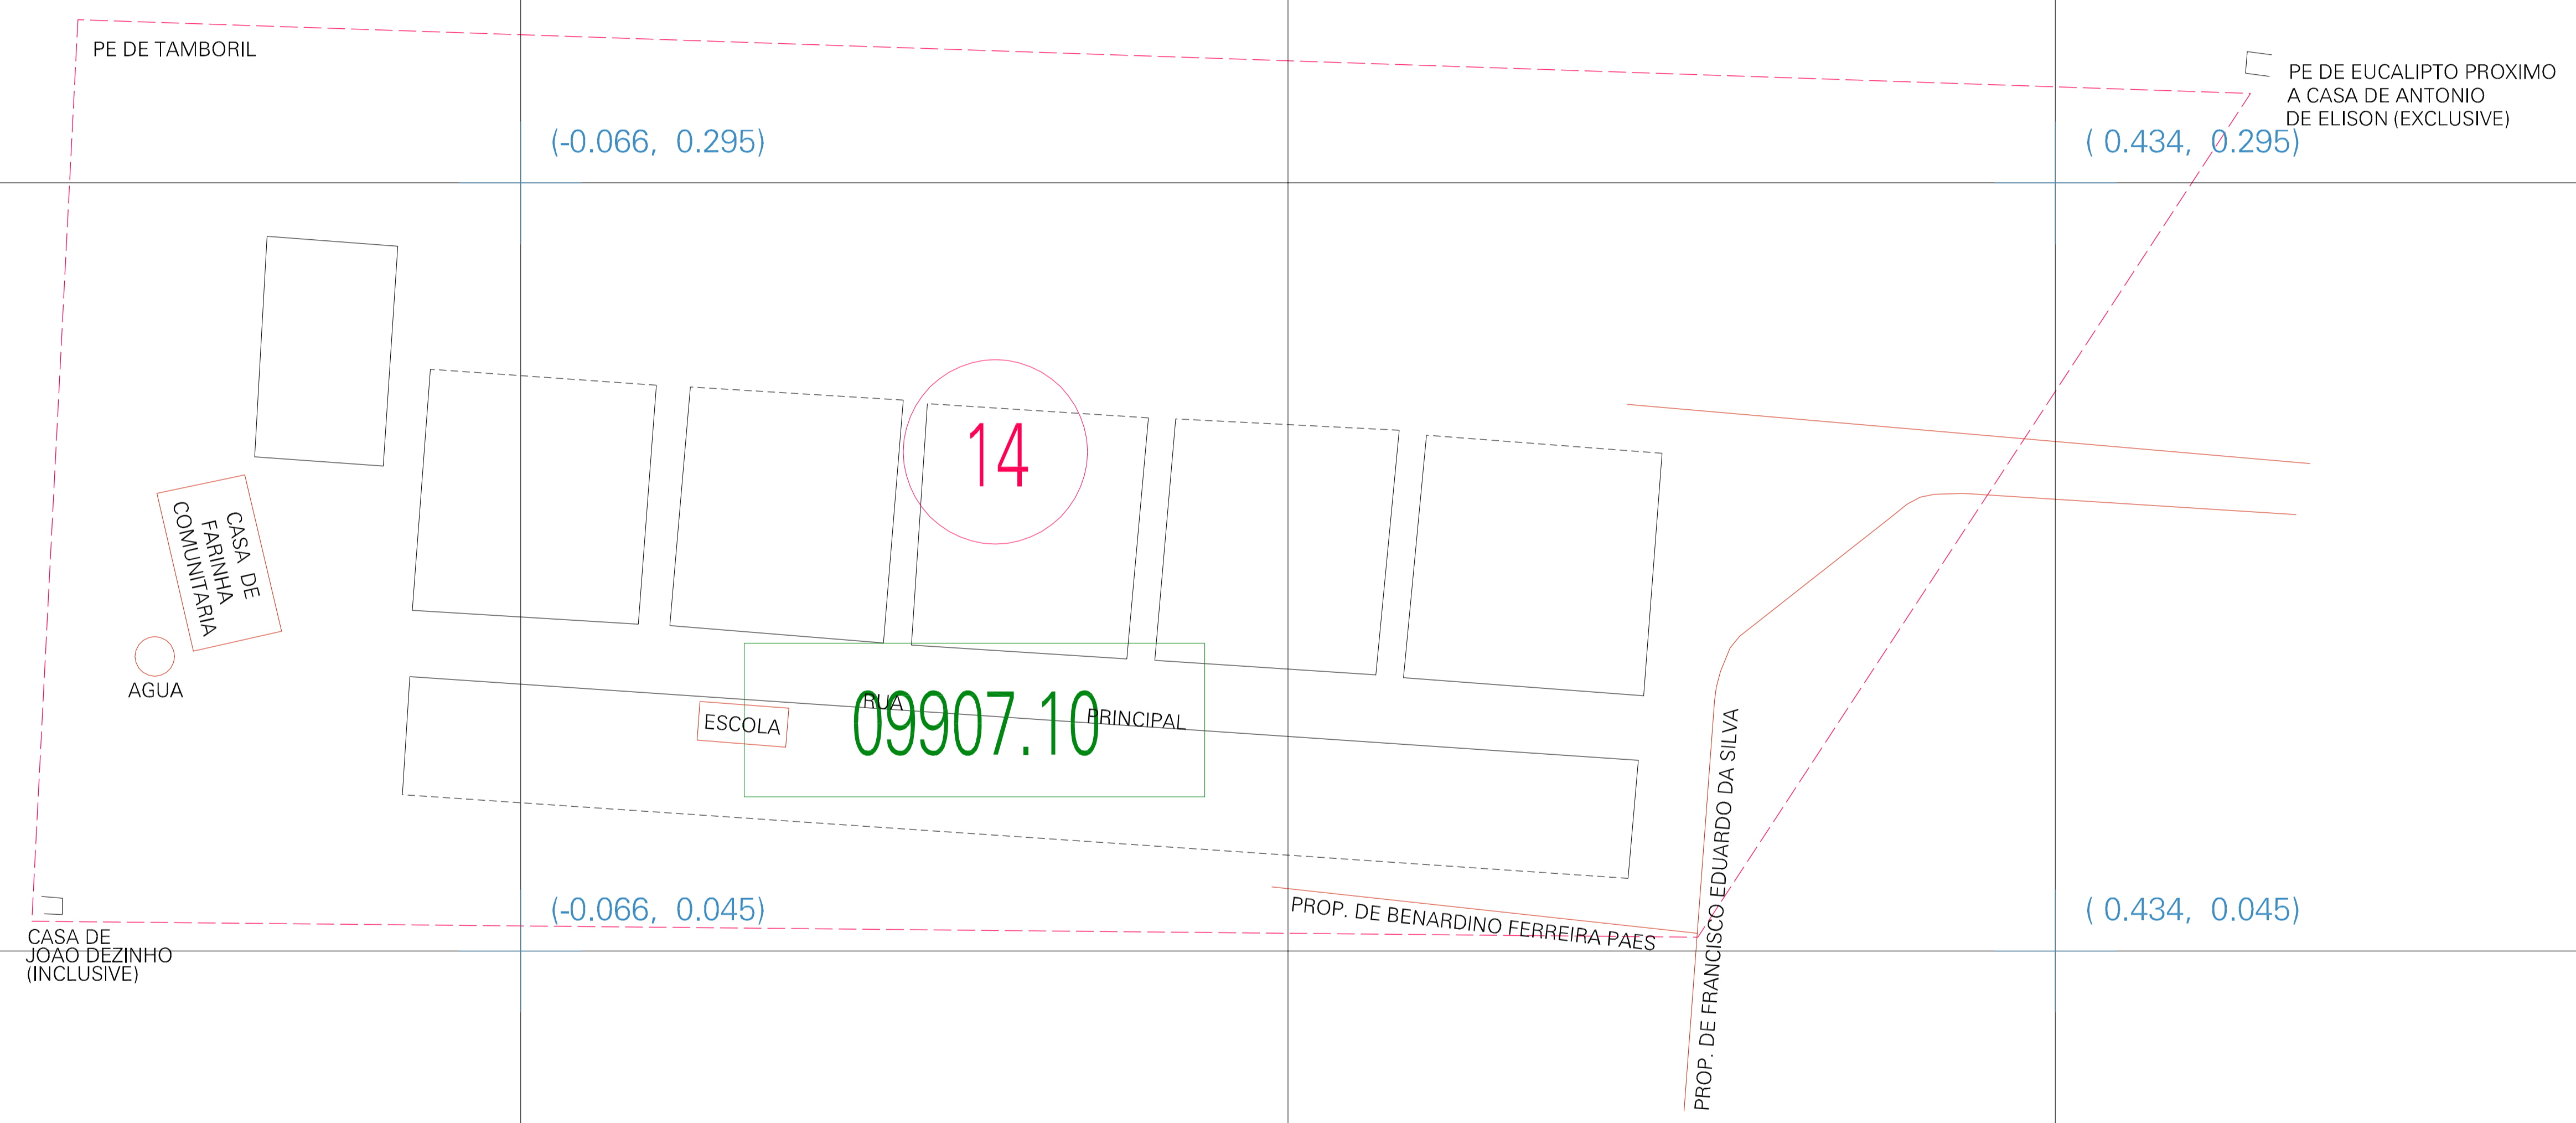 PE DE TAMBORIL
PE DE EUCALIPTO PROXIMO
A CASA DE ANTONIO
DE ELISON (EXCLUSIVE)
(-0.066, 0.295)
( 0.434, 0.295)
14
CASA DE
FARINHA
COMUNITARIA
AGUA
ESCOLA
RUA PRINCIPAL
09907.10
PROP. DE FRANCISCO EDUARDO DA SILVA
(-0.066, 0.045)
( 0.434, 0.045)
PROP. DE BENARDINO FERREIRA PAES
CASA DE
JOAO DEZINHO
(INCLUSIVE)